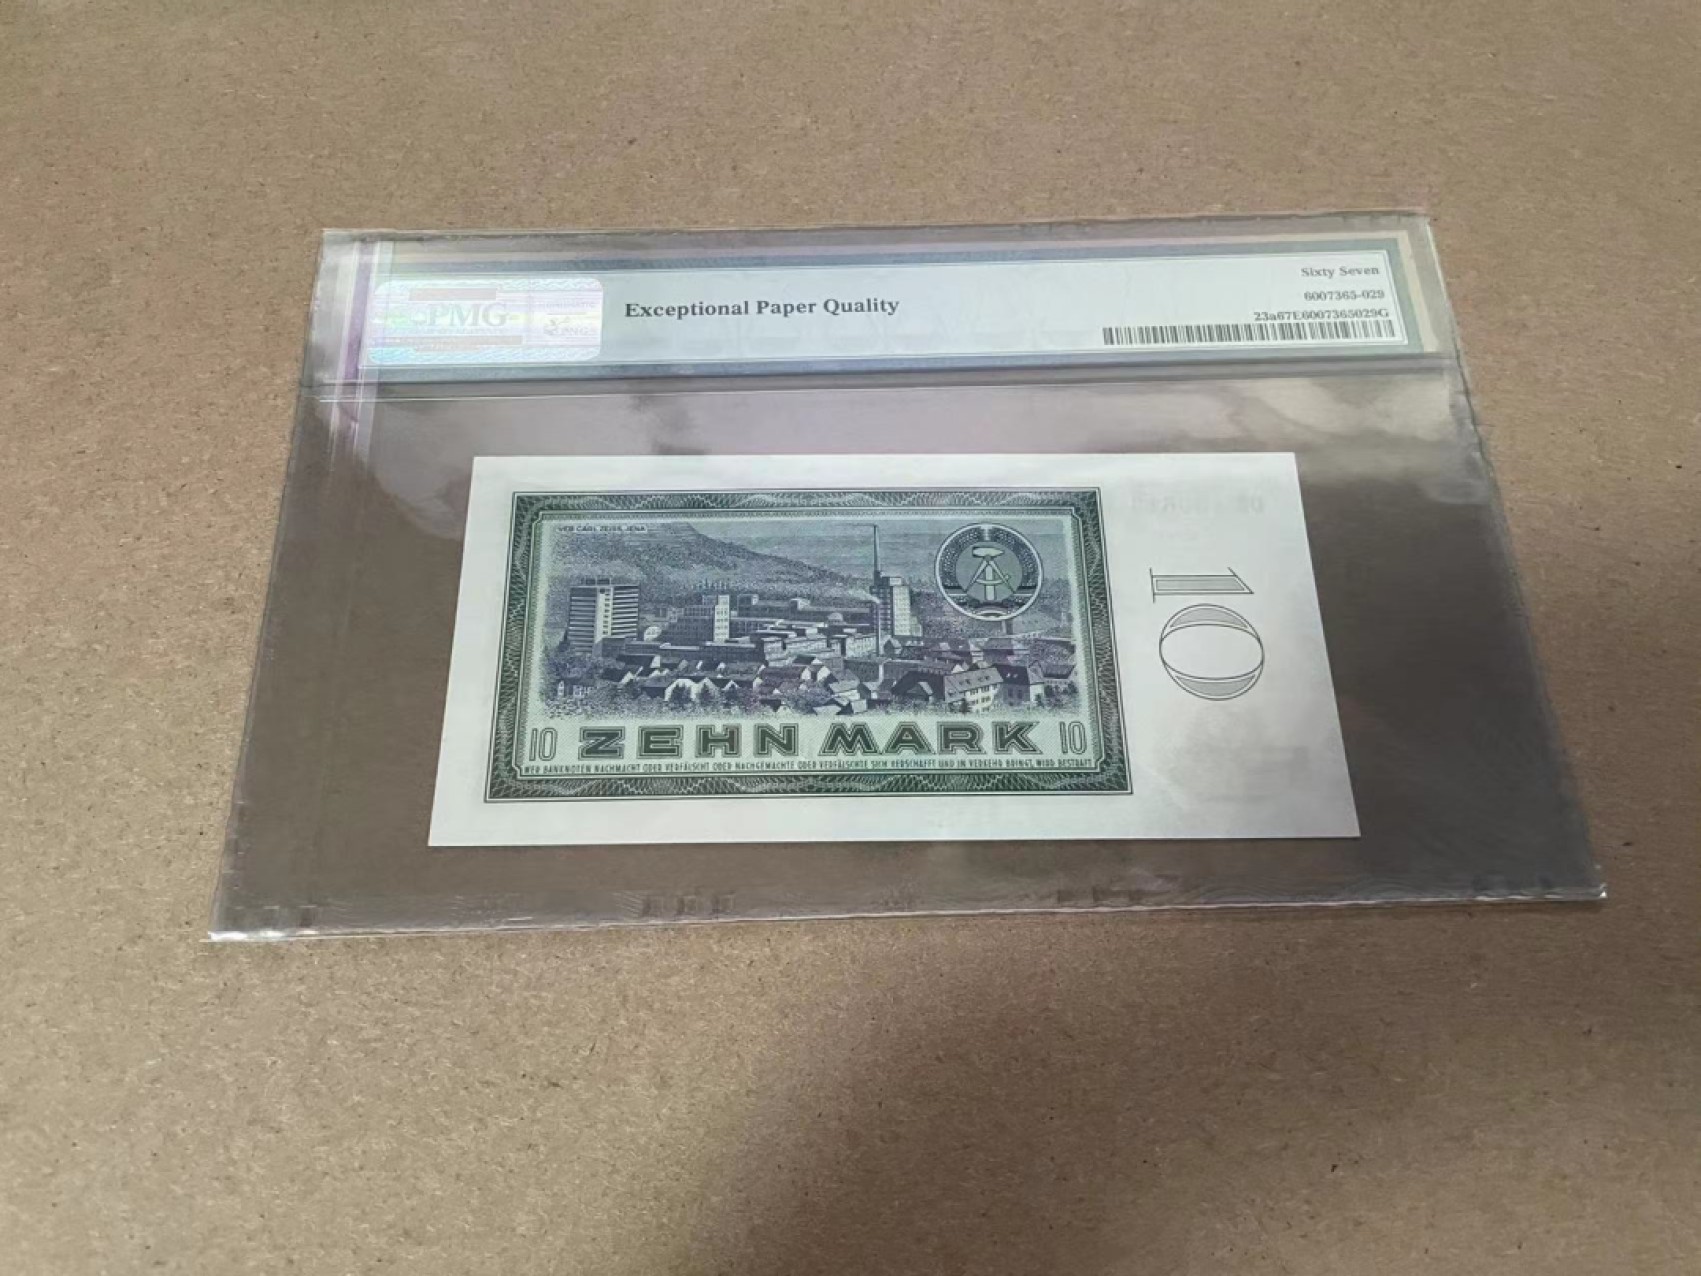 PMG
Exceptional Paper Quality
Sixty Seven
6007365-029
23a67E6007365029G
VEB CARL ZEISS JENA
10 ZEHN MARK 10
WER BANKNOTEN NACHMACHT ODER VERFÄLSCHT ODER NACHGEMACHTE ODER VERFÄLSCHTE SICH VERSCHAFFT UND IN VERKEHR BRINGT, WIRD BESTRAFT
10